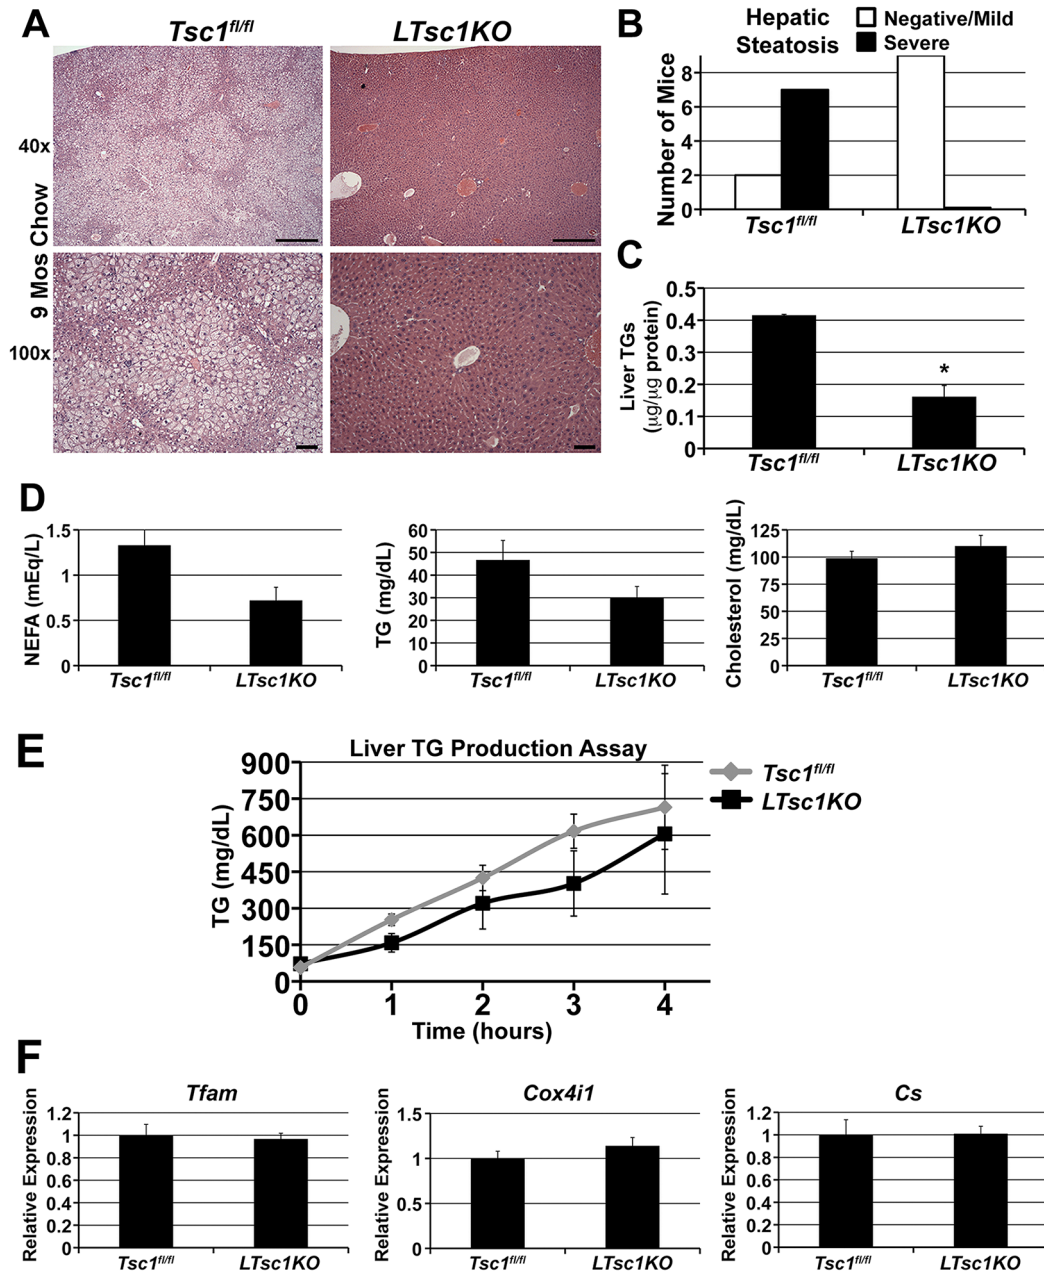 A
Tsc1fl/fl
LTsc1KO
9 Mos Chow
40x
100x
B
Hepatic
Steatosis
Negative/Mild
Severe
Number of Mice
8
6
4
2
0
Tsc1fl/fl
LTsc1KO
C
Liver TGs
(µg/µg protein)
0.5
0.4
0.3
0.2
0.1
0
*
Tsc1fl/fl
LTsc1KO
D
NEFA (mEq/L)
1.5
1
0.5
0
Tsc1fl/fl
LTsc1KO
TG (mg/dL)
60
50
40
30
20
10
0
Tsc1fl/fl
LTsc1KO
Cholesterol (mg/dL)
125
100
75
50
25
0
Tsc1fl/fl
LTsc1KO
E
Liver TG Production Assay
TG (mg/dL)
900
750
600
450
300
150
0
0 1 2 3 4
Time (hours)
Tsc1fl/fl
LTsc1KO
F
Tfam
Relative Expression
1.2
1
0.8
0.6
0.4
0.2
0
Tsc1fl/fl
LTsc1KO
Cox4i1
Relative Expression
1.5
1
0.5
0
Tsc1fl/fl
LTsc1KO
Cs
Relative Expression
1.2
1
0.8
0.6
0.4
0.2
0
Tsc1fl/fl
LTsc1KO